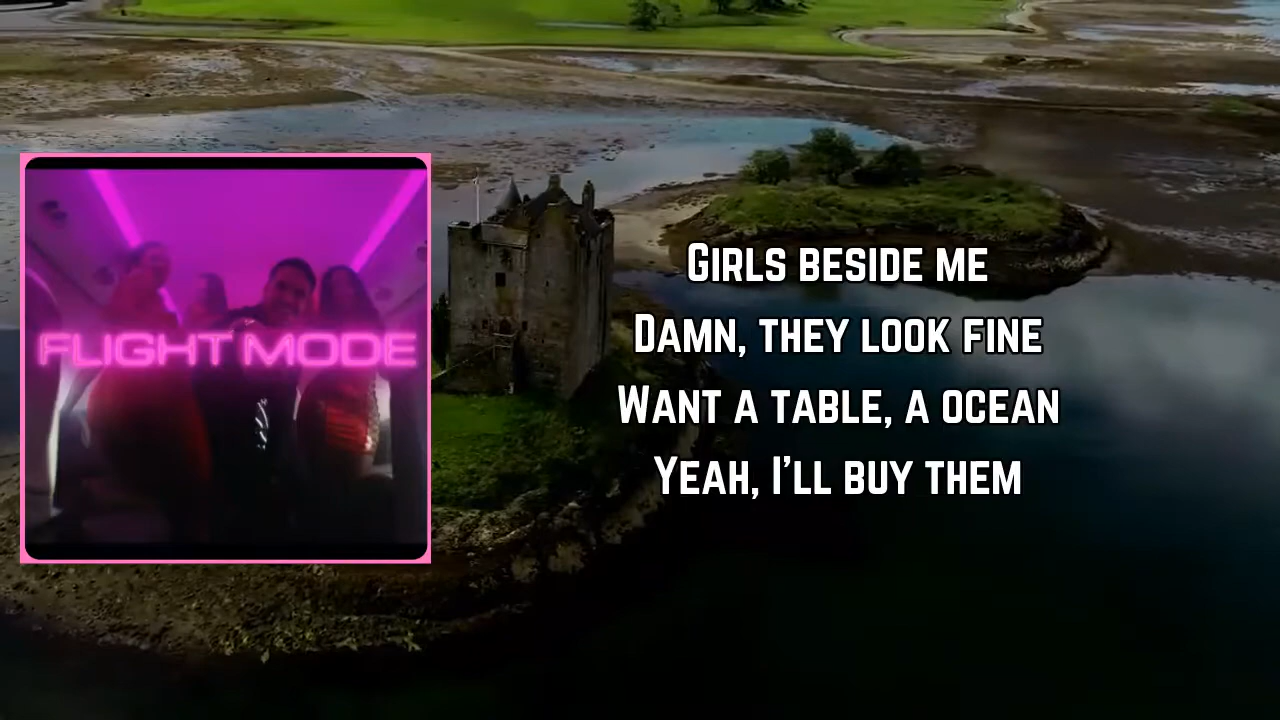 FLIGHT MODE
Girls beside me
Damn, they look fine
Want a table, a ocean
Yeah, I'll buy them